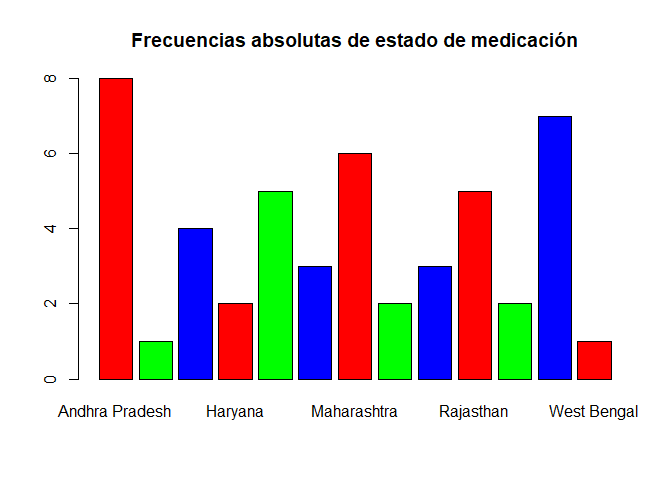 Frecuencias absolutas de estado de medicación
8
6
4
2
0
Andhra Pradesh Haryana Maharashtra Rajasthan West Bengal